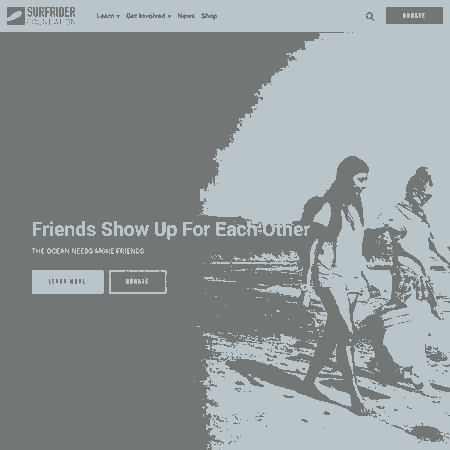 SURFRIDER
FOUNDATION
Learn Get Involved News Shop
DONATE
Friends Show Up For Each Other
THE OCEAN NEEDS MORE FRIENDS
LEARN MORE
DONATE